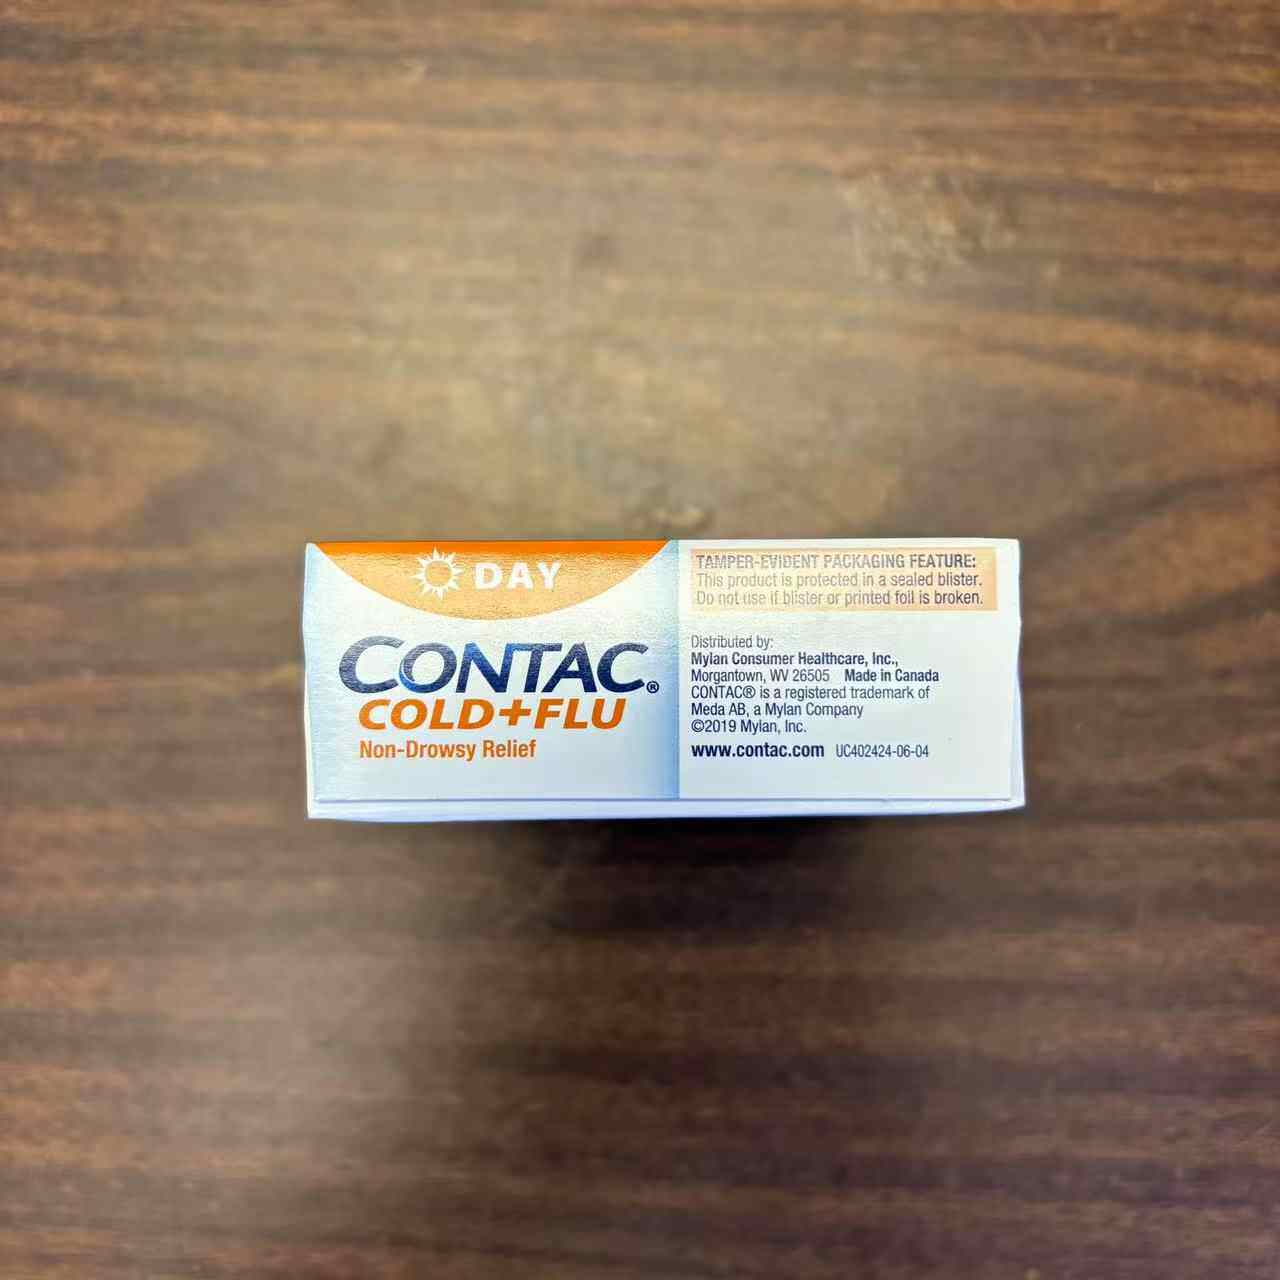 DAY
CONTAC®
COLD+FLU
Non-Drowsy Relief
TAMPER-EVIDENT PACKAGING FEATURE:
This product is protected in a sealed blister.
Do not use if blister or printed foil is broken.
Distributed by:
Mylan Consumer Healthcare, Inc.,
Morgantown, WV 26505 Made in Canada
CONTAC® is a registered trademark of
Meda AB, a Mylan Company
©2019 Mylan, Inc.
www.contac.com UC402424-06-04